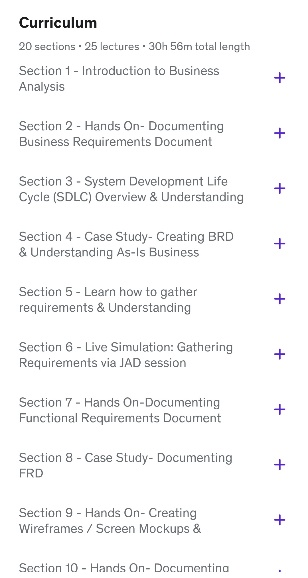 Curriculum
20 sections • 25 lectures • 30h 56m total length
Section 1 - Introduction to Business
Analysis
Section 2 - Hands On- Documenting
Business Requirements Document
Section 3 - System Development Life
Cycle (SDLC) Overview & Understanding
Section 4 - Case Study- Creating BRD
& Understanding As-Is Business
Section 5 - Learn how to gather
requirements & Understanding
Section 6 - Live Simulation: Gathering
Requirements via JAD session
Section 7 - Hands On-Documenting
Functional Requirements Document
Section 8 - Case Study- Documenting
FRD
Section 9 - Hands On- Creating
Wireframes / Screen Mockups &
Section 10 - Hands On- Documenting